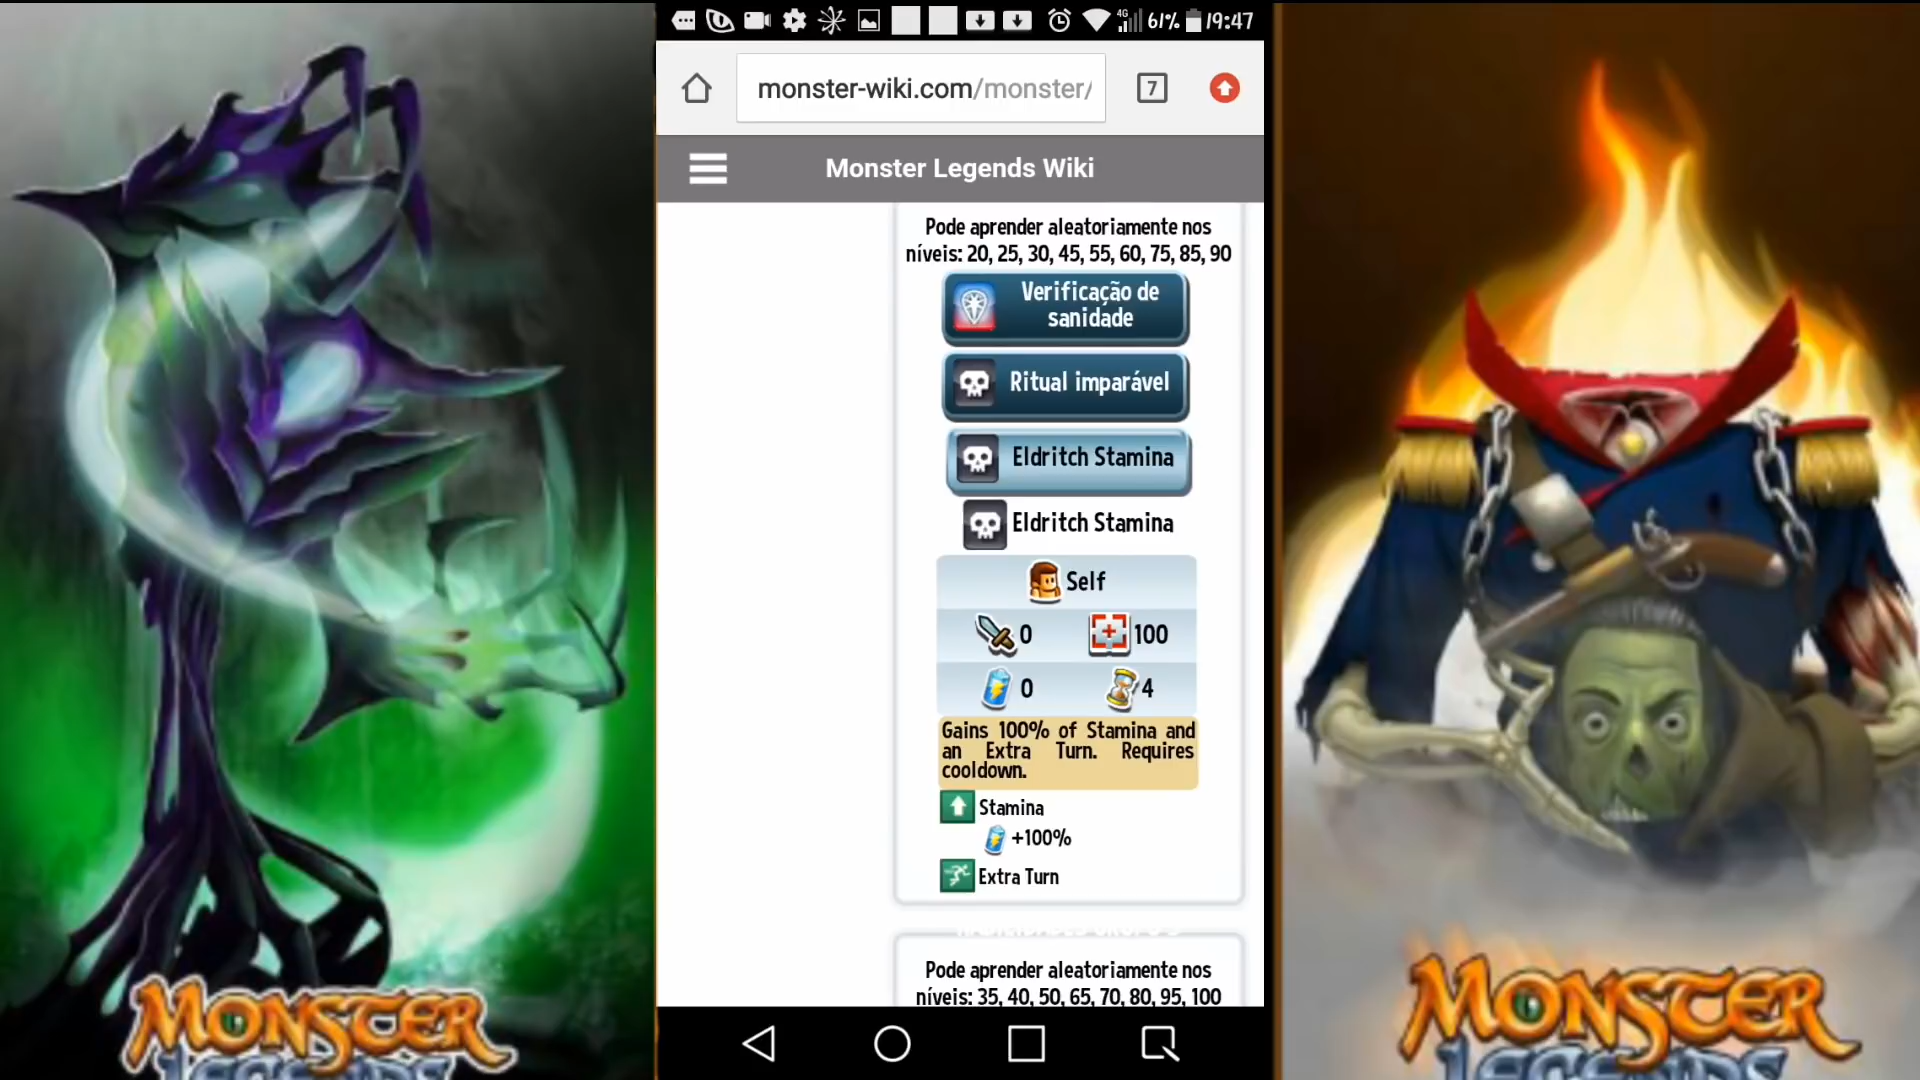 4G 61% 19:47
monster-wiki.com/monster/
7
Monster Legends Wiki
Pode aprender aleatoriamente nos
níveis: 20, 25, 30, 45, 55, 60, 75, 85, 90
Verificação de
sanidade
Ritual imparável
Eldritch Stamina
Eldritch Stamina
Self
0 100
0 4
Gains 100% of Stamina and
an Extra Turn. Requires
cooldown.
Stamina
+100%
Extra Turn
Pode aprender aleatoriamente nos
níveis: 35, 40, 50, 65, 70, 80, 95, 100
MONSTER
LEGENDS
MONSTER
LEGENDS